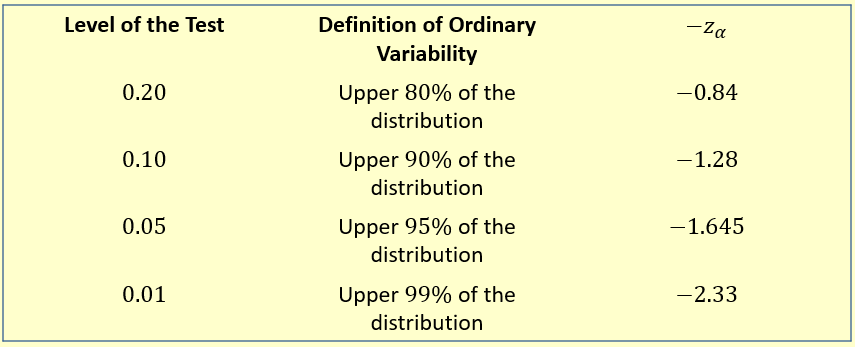 Level of the Test Definition of Ordinary Variability −zα
0.20 Upper 80% of the distribution −0.84
0.10 Upper 90% of the distribution −1.28
0.05 Upper 95% of the distribution −1.645
0.01 Upper 99% of the distribution −2.33